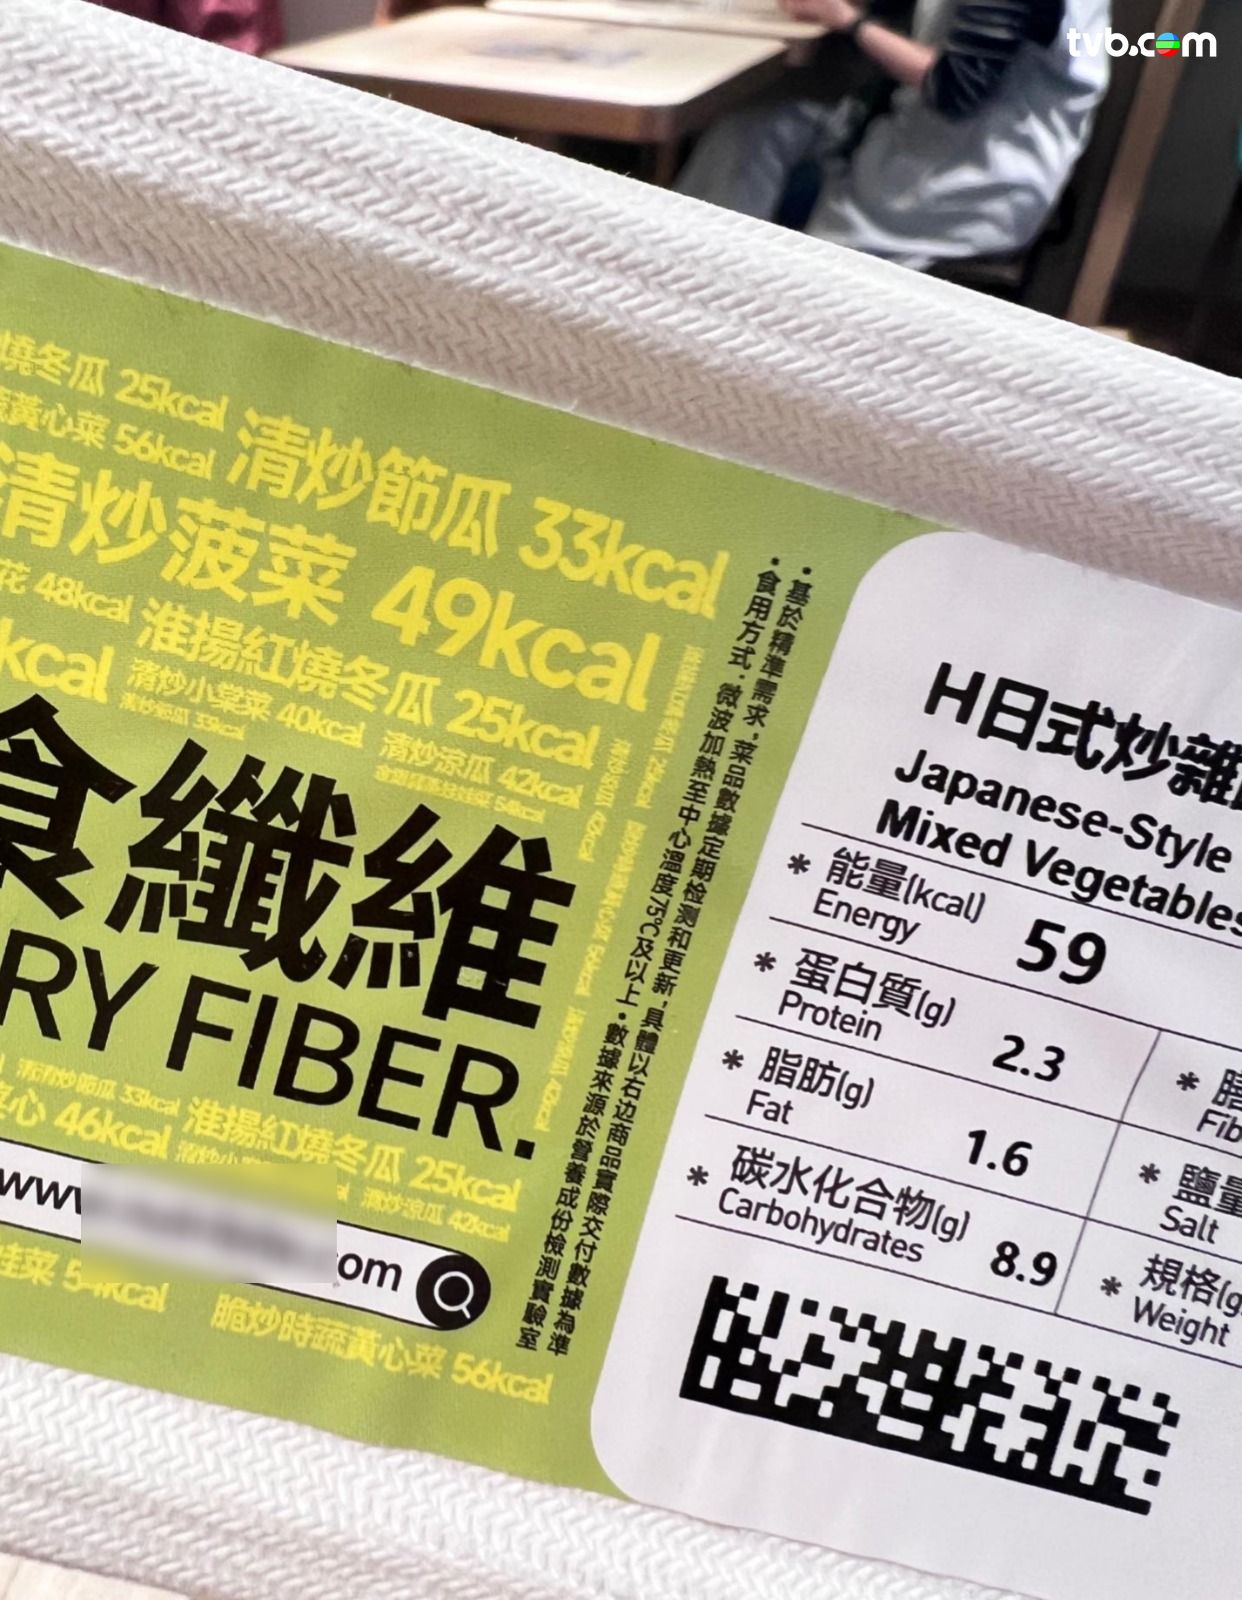 tvb.com
燒冬瓜 25kcal
黃心菜 56kcal
清炒節瓜 33kcal
清炒菠菜 49kcal
花 48kcal
淮揚紅燒冬瓜 25kcal
kcal
清炒小棠菜 40kcal
清炒節瓜 33kcal
清炒涼瓜 42kcal
食纖維
RY FIBER.
清炒節瓜 33kcal
淮揚紅燒冬瓜 25kcal
心 46kcal
清炒涼瓜 42kcal
www
com
娃菜 54kcal
脆炒時蔬黃心菜 56kcal
•基於精準需求，菜品數據定期檢測和更新，具體以右边商品實際交付數據為準
•食用方式：微波加熱至中心溫度75℃及以上•數據來源於營養成份檢測實驗室
H日式炒雜
Japanese-Style
Mixed Vegetables
* 能量(kcal) 59
Energy
* 蛋白質(g) 2.3
Protein
* 脂肪(g) 1.6
Fat
* 碳水化合物(g) 8.9
Carbohydrates
* 膳
Fib
* 鹽量
Salt
* 規格(g
Weight